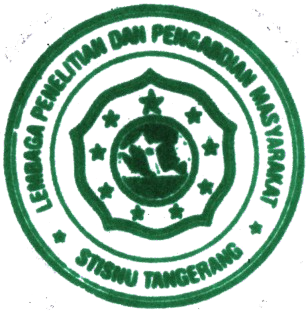 LEMBAGA PENELITIAN DAN PENGABDIAN MASYARAKAT
STISNU TANGERANG